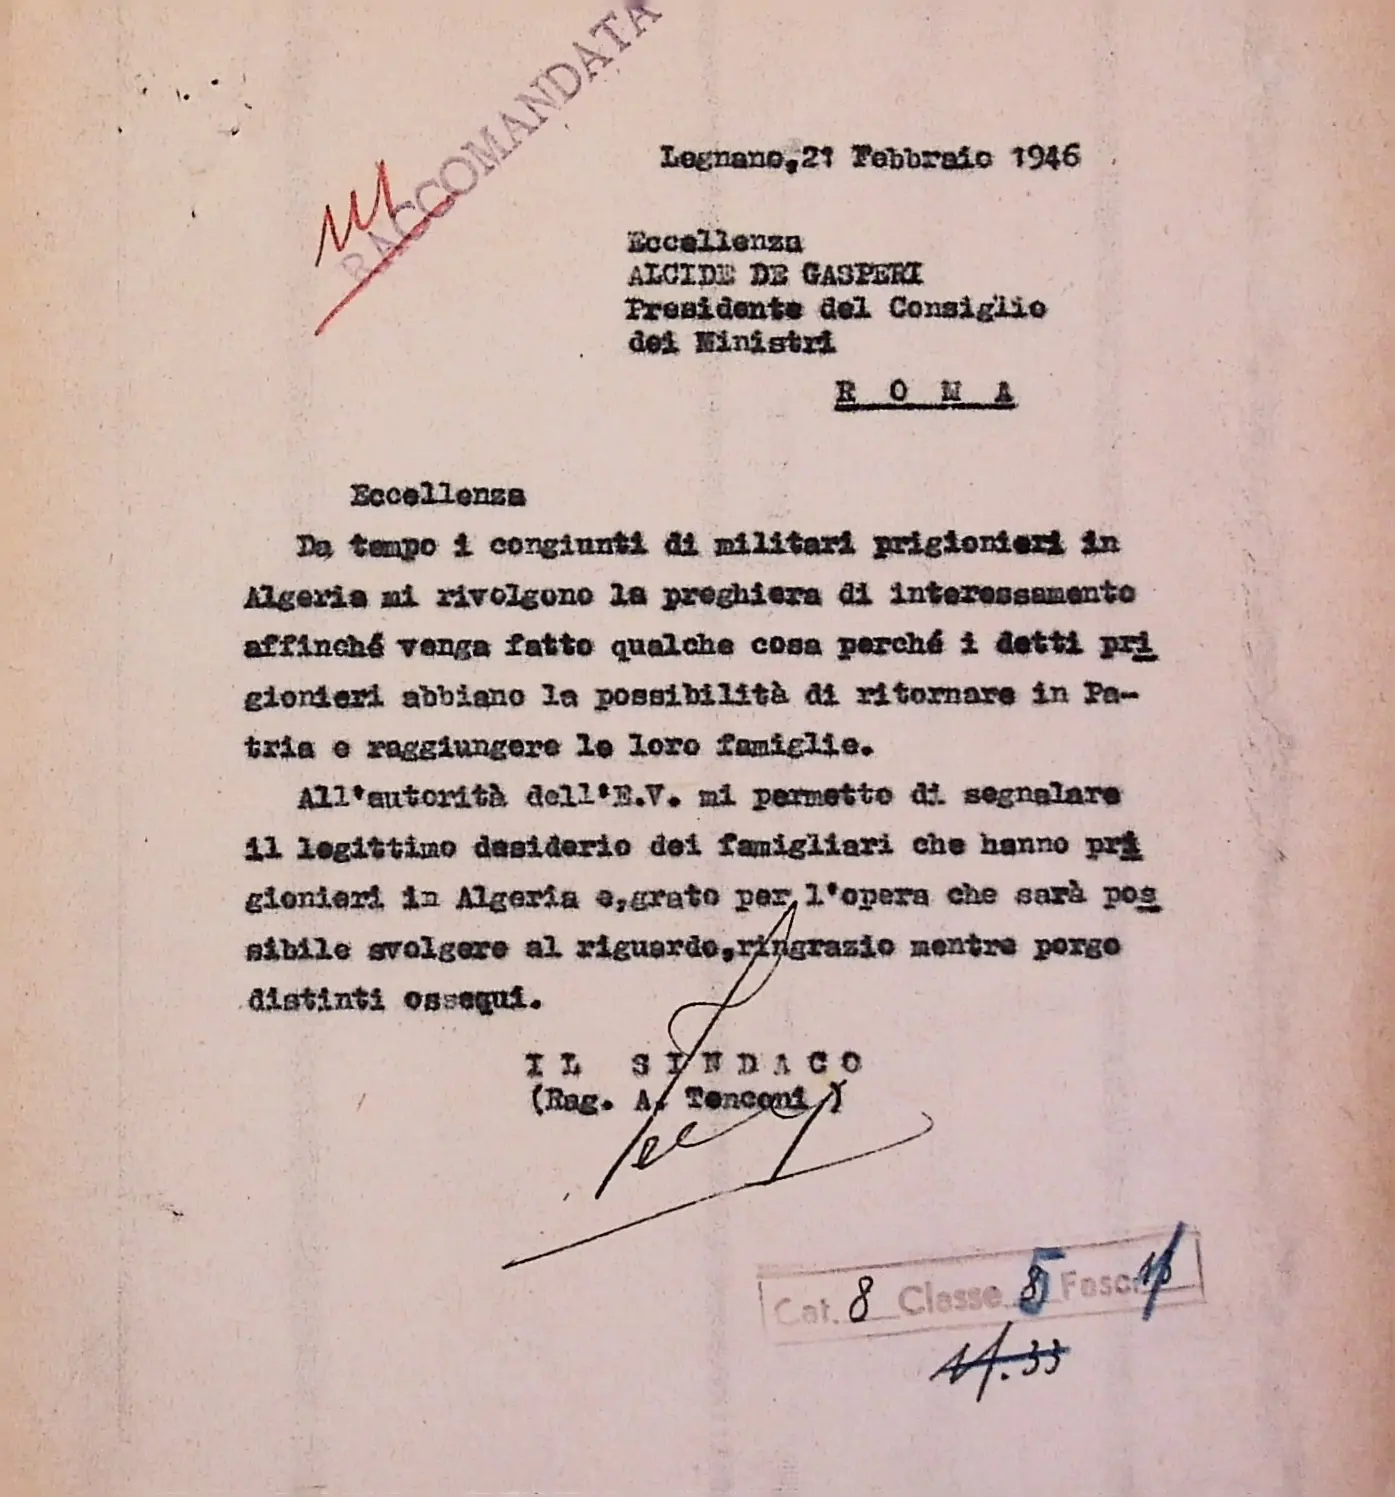 RACCOMANDATA
Legnano,21 Febbraio 1946
Eccellenza
ALCIDE DE GASPERI
Presidente del Consiglio
dei Ministri
R O M A
Eccellenza
Da tempo i congiunti di militari prigionieri in
Algeria mi rivolgono la preghiera di interessamento
affinché venga fatto qualche cosa perché i detti pri
gionieri abbiano la possibilità di ritornare in Pa-
tria e raggiungere le loro famiglie.
All'autorità dell'E.V. mi permetto di segnalare
il legittimo desiderio dei famigliari che hanno pri
gionieri in Algeria e,grato per l'opera che sarà pos
sibile svolgere al riguardo,ringrazio mentre porgo
distinti ossequi.
IL SINDACO
(Rag. A. Tenconi)
Cat. 8 Classe 5 Fasc.